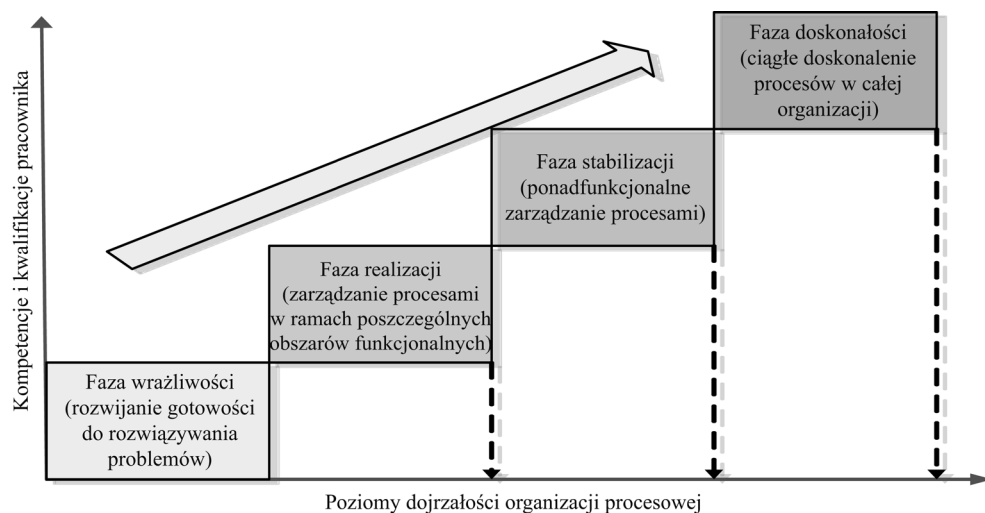 Kompetencje i kwalifikacje pracownika
Faza doskonałości
(ciągłe doskonalenie
procesów w całej
organizacji)
Faza stabilizacji
(ponadfunkcjonalne
zarządzanie procesami)
Faza realizacji
(zarządzanie procesami
w ramach poszczególnych
obszarów funkcjonalnych)
Faza wrażliwości
(rozwijanie gotowości
do rozwiązywania
problemów)
Poziomy dojrzałości organizacji procesowej